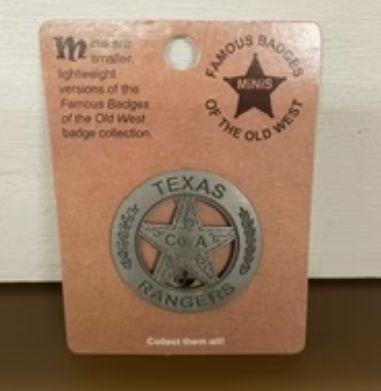 Minis are
smaller,
lightweight
versions of the
Famous Badges
of the Old West
badge collection.
FAMOUS BADGES
MINIS
OF THE OLD WEST
TEXAS
Co. A
RANGERS
Collect them all!